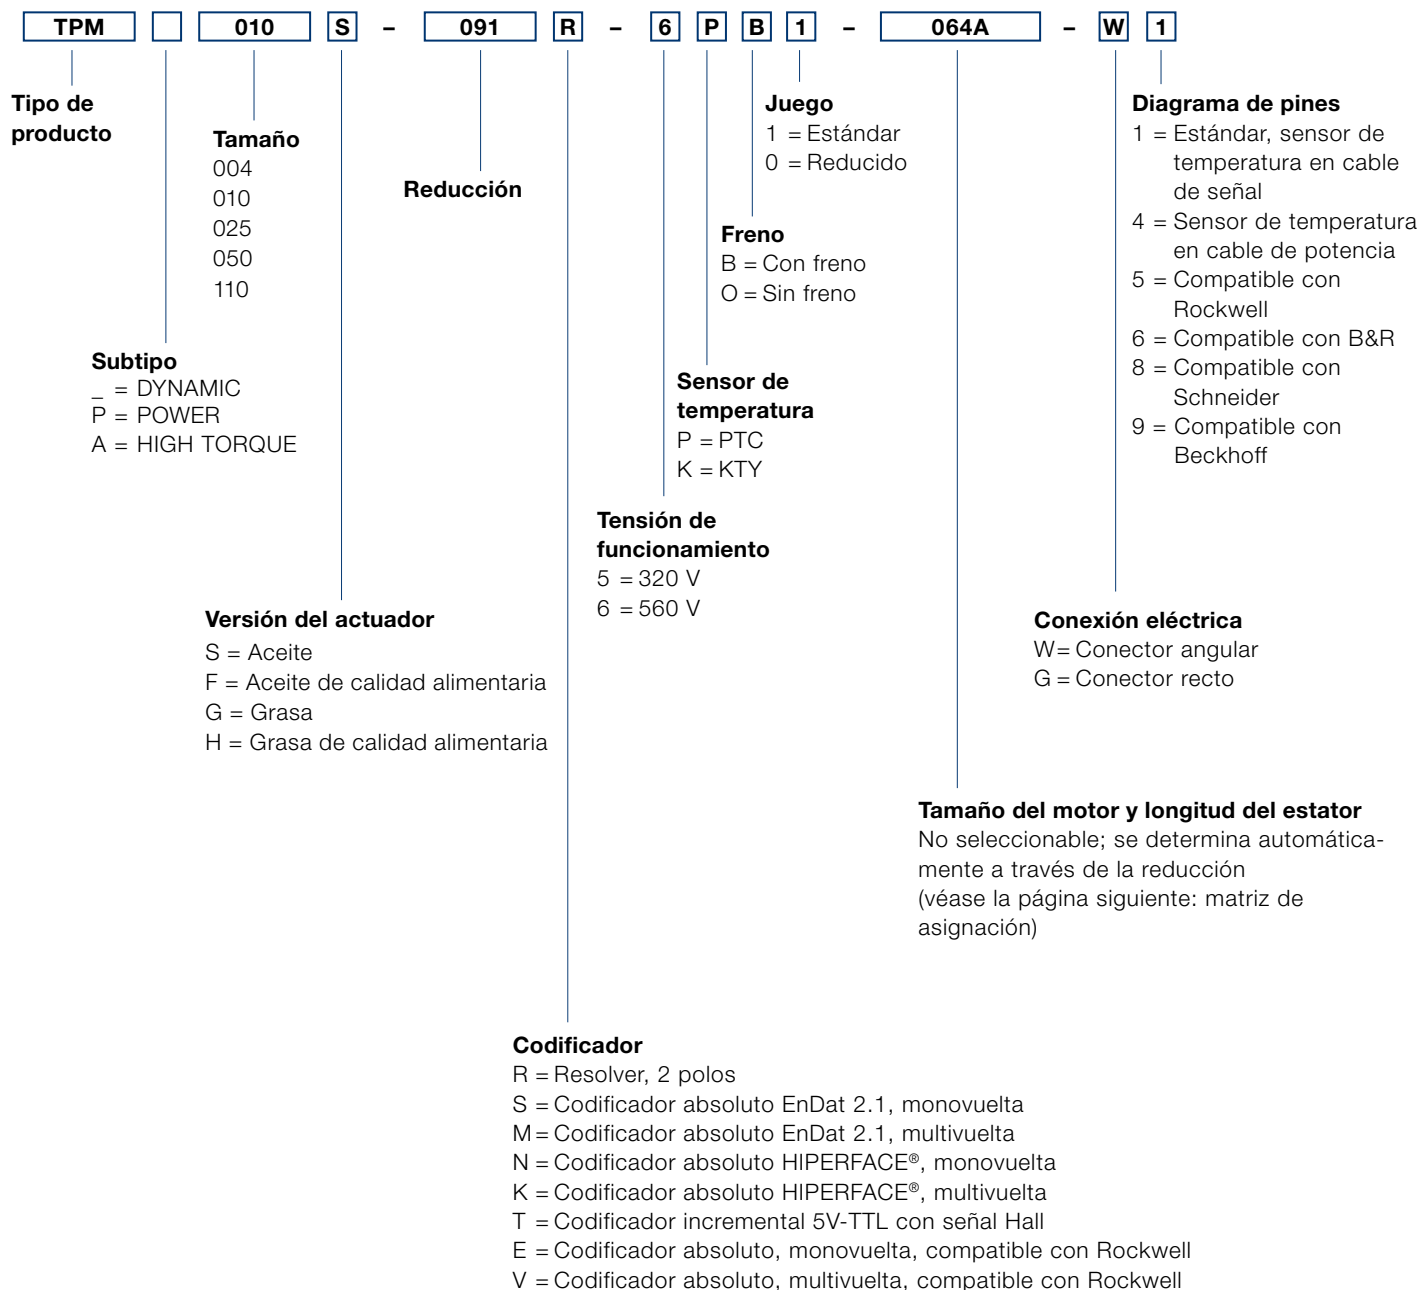 TPM 010 S – 091 R – 6 P B 1 – 064A – W 1
Tipo de
producto
Tamaño
004
010
025
050
110
Subtipo
_ = DYNAMIC
P = POWER
A = HIGH TORQUE
Versión del actuador
S = Aceite
F = Aceite de calidad alimentaria
G = Grasa
H = Grasa de calidad alimentaria
Reducción
Codificador
R = Resolver, 2 polos
S = Codificador absoluto EnDat 2.1, monovuelta
M = Codificador absoluto EnDat 2.1, multivuelta
N = Codificador absoluto HIPERFACE®, monovuelta
K = Codificador absoluto HIPERFACE®, multivuelta
T = Codificador incremental 5V-TTL con señal Hall
E = Codificador absoluto, monovuelta, compatible con Rockwell
V = Codificador absoluto, multivuelta, compatible con Rockwell
Tensión de
funcionamiento
5 = 320 V
6 = 560 V
Sensor de
temperatura
P = PTC
K = KTY
Freno
B = Con freno
O = Sin freno
Juego
1 = Estándar
0 = Reducido
Tamaño del motor y longitud del estator
No seleccionable; se determina automática-
mente a través de la reducción
(véase la página siguiente: matriz de
asignación)
Conexión eléctrica
W= Conector angular
G = Conector recto
Diagrama de pines
1 = Estándar, sensor de
temperatura en cable
de señal
4 = Sensor de temperatura
en cable de potencia
5 = Compatible con
Rockwell
6 = Compatible con B&R
8 = Compatible con
Schneider
9 = Compatible con
Beckhoff